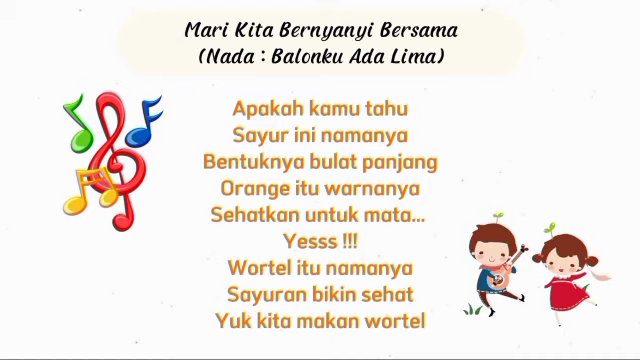 Mari Kita Bernyanyi Bersama
(Nada : Balonku Ada Lima)
Apakah kamu tahu
Sayur ini namanya
Bentuknya bulat panjang
Orange itu warnanya
Sehatkan untuk mata...
Yesss !!!
Wortel itu namanya
Sayuran bikin sehat
Yuk kita makan wortel